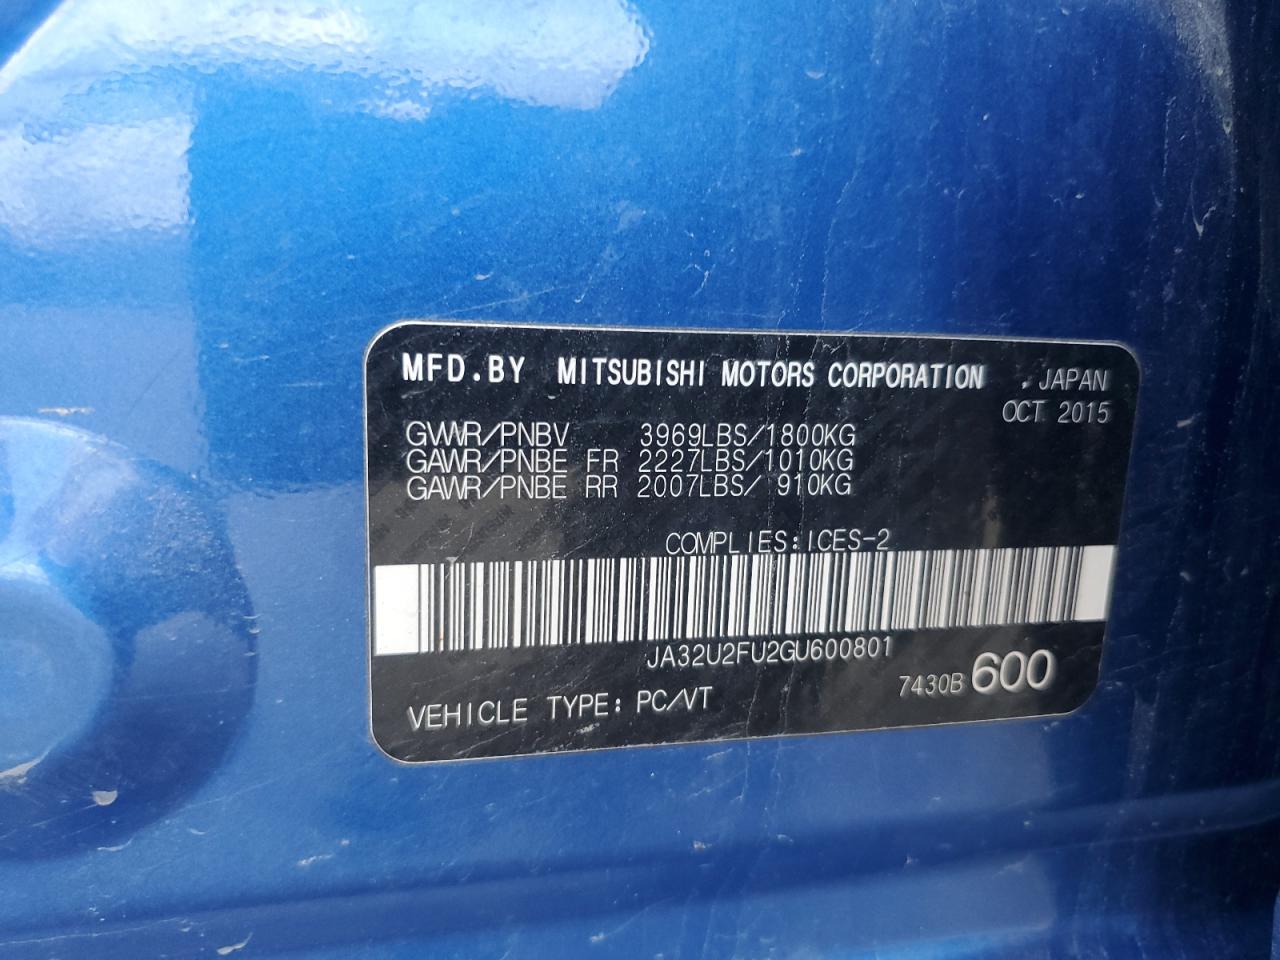 MFD.BY MITSUBISHI MOTORS CORPORATION , JAPAN
OCT 2015
GVWR/PNBV 3969LBS/1800KG
GAWR/PNBE FR 2227LBS/1010KG
GAWR/PNBE RR 2007LBS/ 910KG
COMPLIES:ICES-2
JA32U2FU2GU600801
7430B 600
VEHICLE TYPE: PC/VT